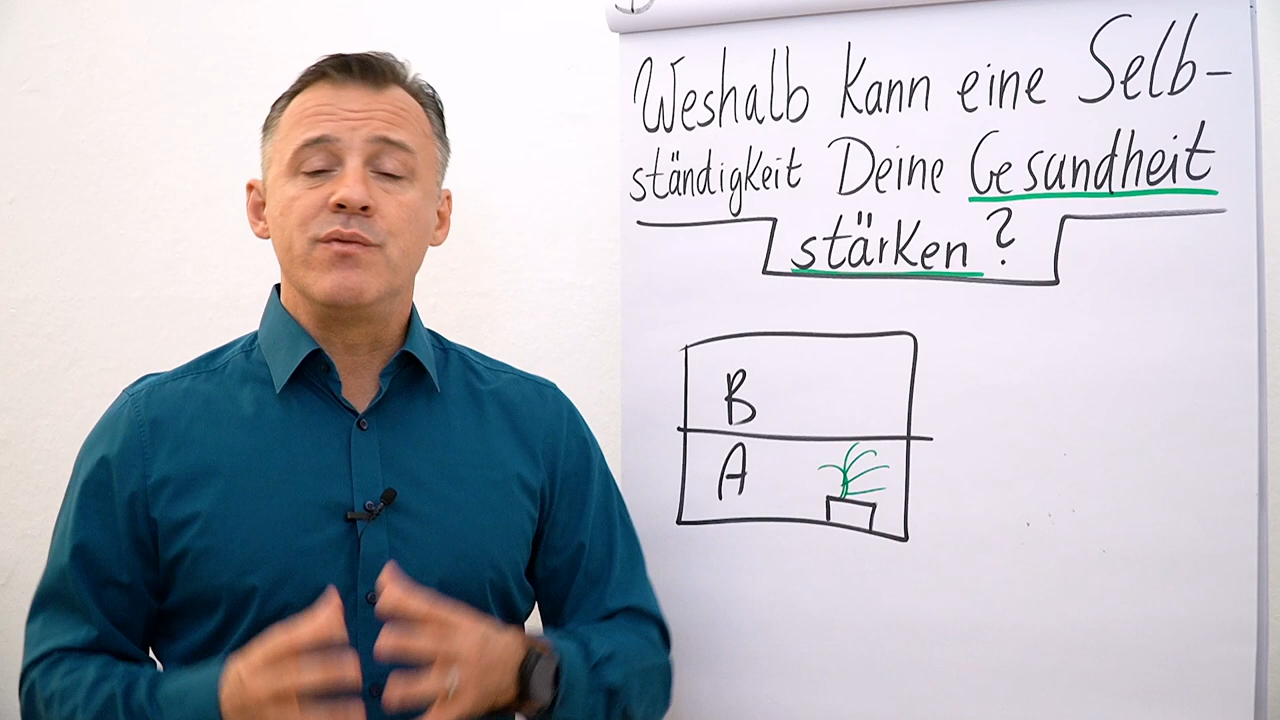 Weshalb kann eine Selb-
ständigkeit Deine Gesundheit
stärken?
B
A